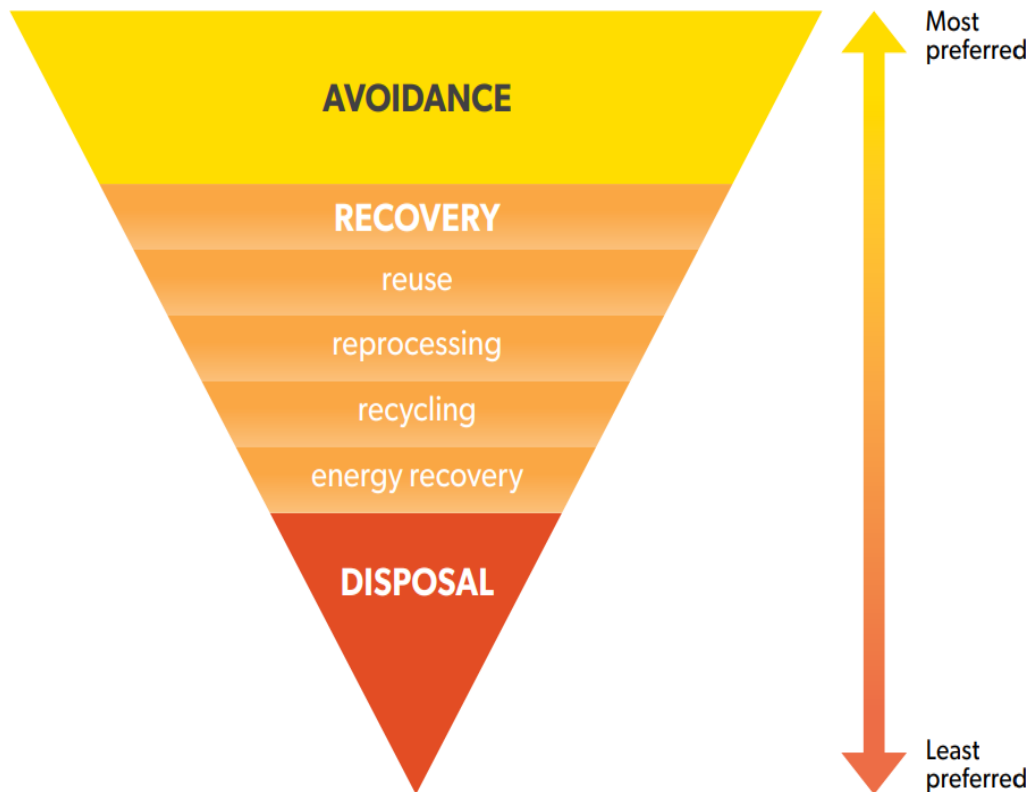 Most
preferred
AVOIDANCE
RECOVERY
reuse
reprocessing
recycling
energy recovery
DISPOSAL
Least
preferred